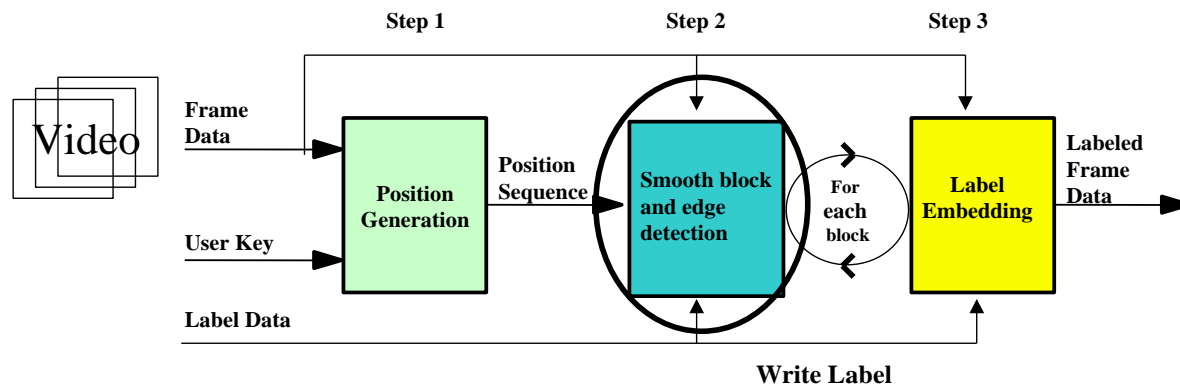 Step 1
Step 2
Step 3
Video
Frame
Data
User Key
Label Data
Position
Generation
Position
Sequence
Smooth block
and edge
detection
For
each
block
Label
Embedding
Labeled
Frame
Data
Write Label